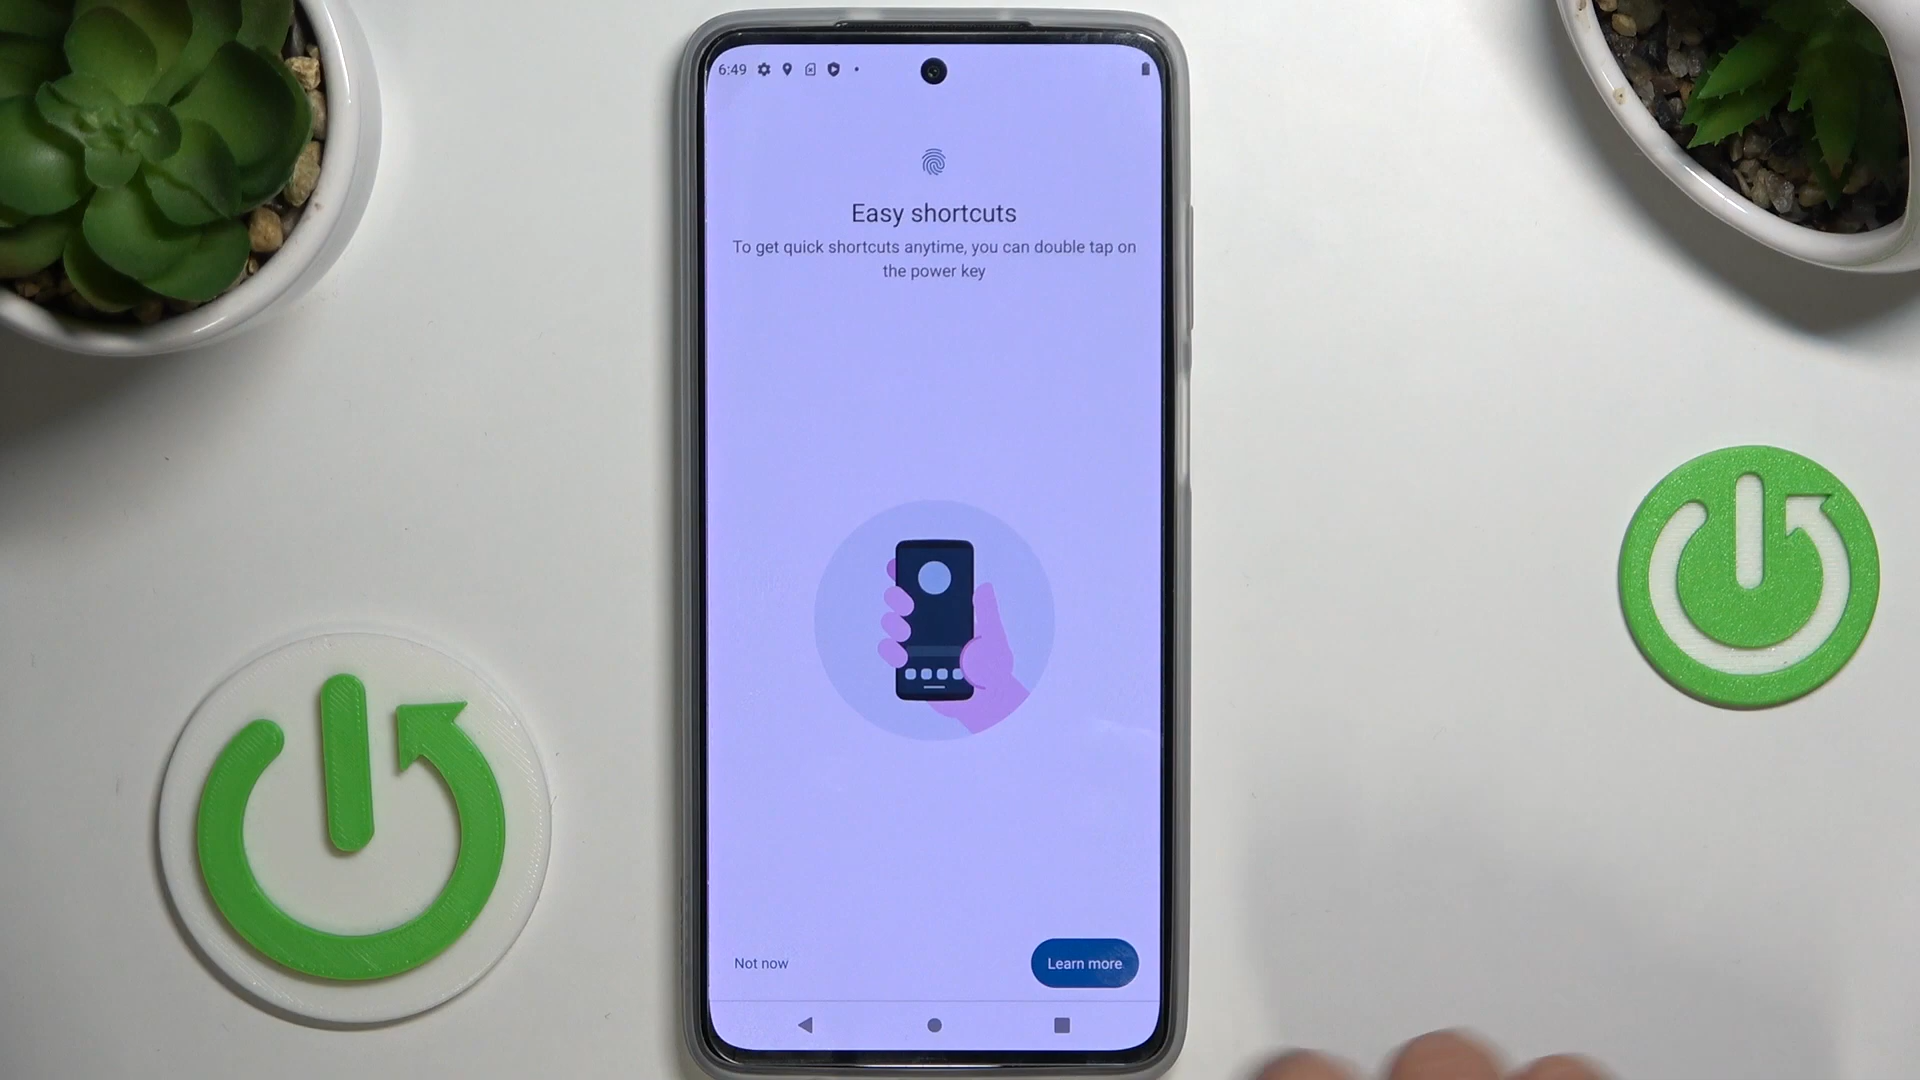 6:49
Easy shortcuts
To get quick shortcuts anytime, you can double tap on
the power key
Not now
Learn more